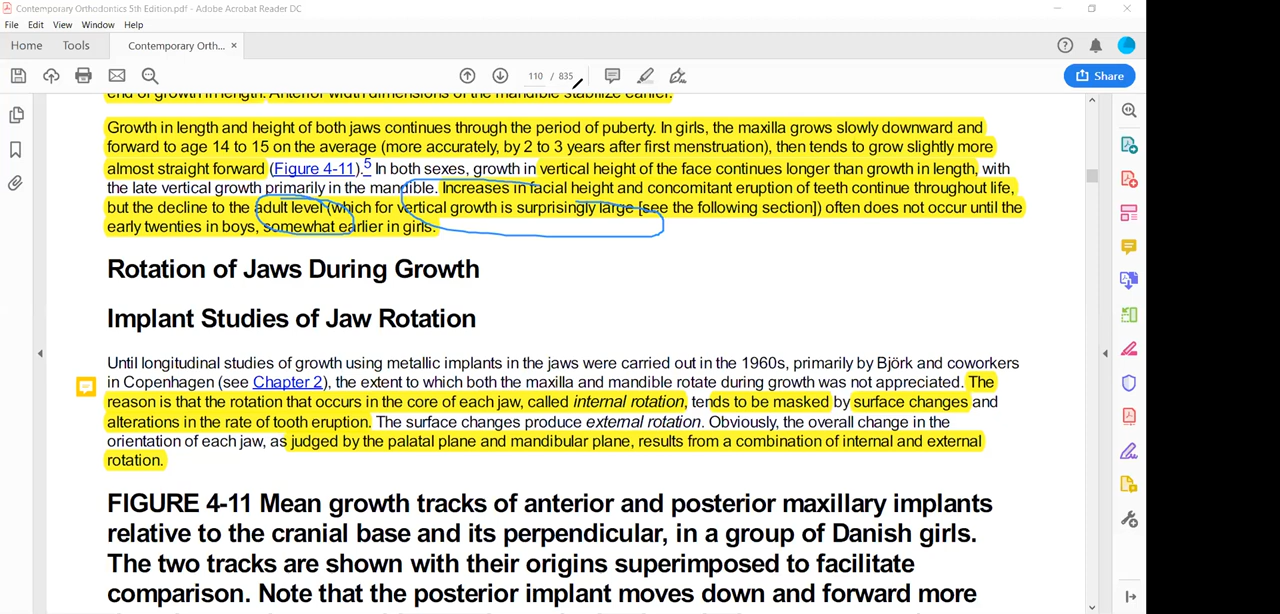 Contemporary Orthodontics 5th Edition.pdf - Adobe Acrobat Reader DC
File Edit View Window Help
Home Tools Contemporary Orth... ×
110 / 835
Share
end of growth in length. Anterior width dimensions of the mandible stabilize earlier.
Growth in length and height of both jaws continues through the period of puberty. In girls, the maxilla grows slowly downward and
forward to age 14 to 15 on the average (more accurately, by 2 to 3 years after first menstruation), then tends to grow slightly more
almost straight forward (Figure 4-11).5 In both sexes, growth in vertical height of the face continues longer than growth in length, with
the late vertical growth primarily in the mandible. Increases in facial height and concomitant eruption of teeth continue throughout life,
but the decline to the adult level (which for vertical growth is surprisingly large [see the following section]) often does not occur until the
early twenties in boys, somewhat earlier in girls.
Rotation of Jaws During Growth
Implant Studies of Jaw Rotation
Until longitudinal studies of growth using metallic implants in the jaws were carried out in the 1960s, primarily by Björk and coworkers
in Copenhagen (see Chapter 2), the extent to which both the maxilla and mandible rotate during growth was not appreciated. The
reason is that the rotation that occurs in the core of each jaw, called internal rotation, tends to be masked by surface changes and
alterations in the rate of tooth eruption. The surface changes produce external rotation. Obviously, the overall change in the
orientation of each jaw, as judged by the palatal plane and mandibular plane, results from a combination of internal and external
rotation.
FIGURE 4-11 Mean growth tracks of anterior and posterior maxillary implants
relative to the cranial base and its perpendicular, in a group of Danish girls.
The two tracks are shown with their origins superimposed to facilitate
comparison. Note that the posterior implant moves down and forward more